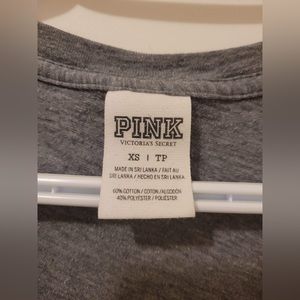 PINK
VICTORIA'S SECRET
XS | TP
MADE IN SRI LANKA / FAIT AU
SRI LANKA / HECHO EN SRI LANKA
60% COTTON / COTON / ALGODÓN
40% POLYESTER / POLIÉSTER